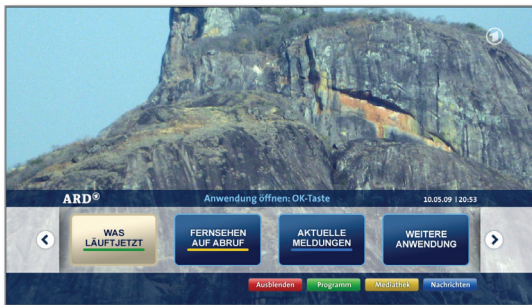 ARD Anwendung öffnen: OK-Taste 10.05.09 | 20:53
WAS
LÄUFTJETZT
FERNSEHEN
AUF ABRUF
AKTUELLE
MELDUNGEN
WEITERE
ANWENDUNG
Ausblenden Programm Mediathek Nachrichten